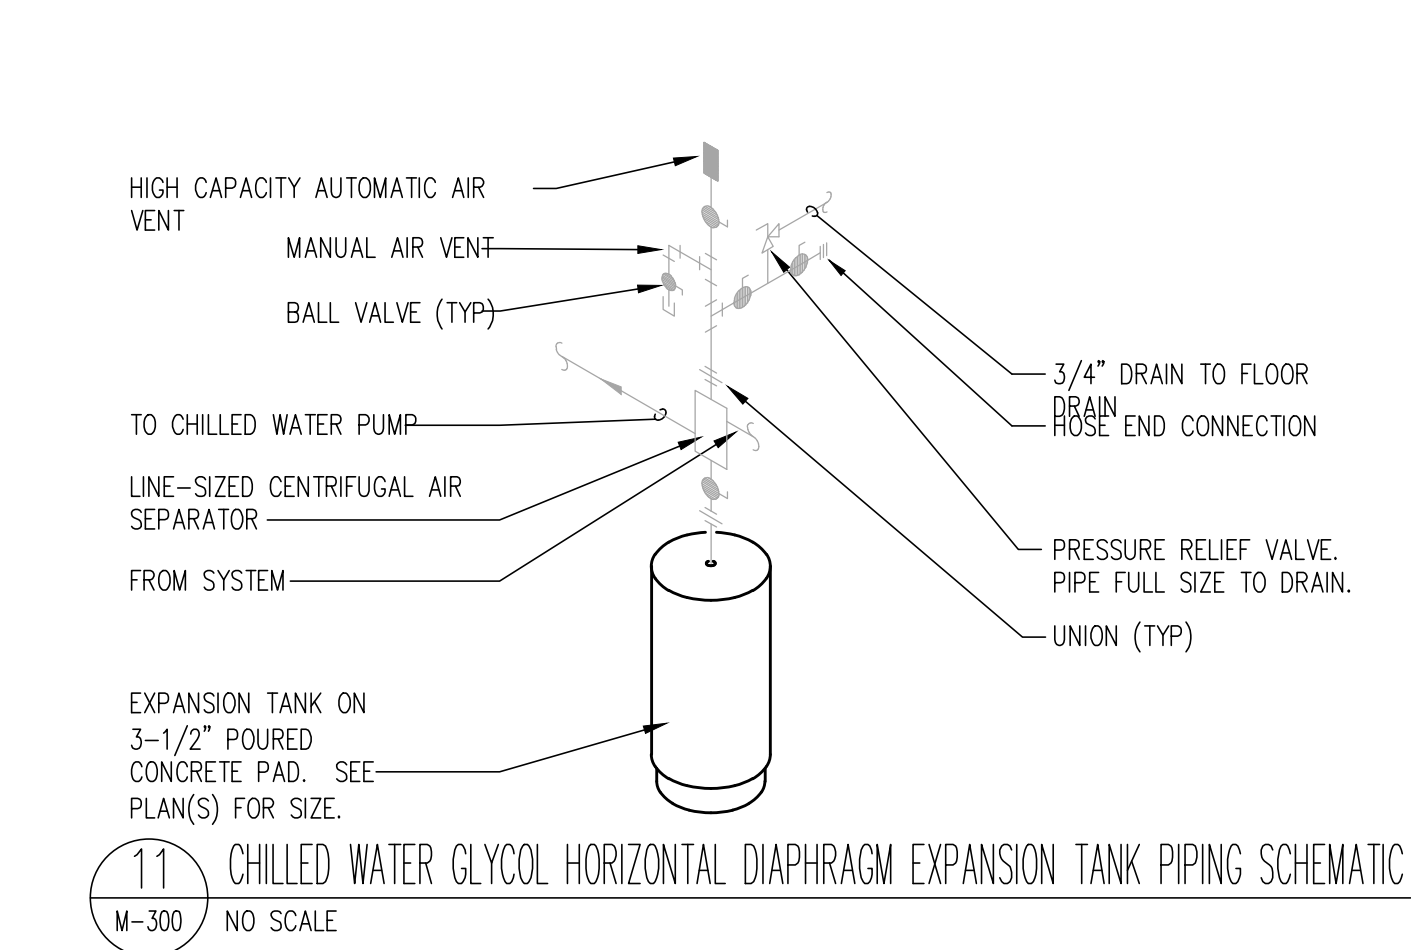 HIGH CAPACITY AUTOMATIC AIR
VENT
MANUAL AIR VENT
BALL VALVE (TYP)
TO CHILLED WATER PUMP
LINE-SIZED CENTRIFUGAL AIR
SEPARATOR
FROM SYSTEM
EXPANSION TANK ON
3-1/2" POURED
CONCRETE PAD. SEE
PLAN(S) FOR SIZE.
3/4" DRAIN TO FLOOR
DRAIN
HOSE END CONNECTION
PRESSURE RELIEF VALVE.
PIPE FULL SIZE TO DRAIN.
UNION (TYP)
11
CHILLED WATER GLYCOL HORIZONTAL DIAPHRAGM EXPANSION TANK PIPING SCHEMATIC
M-300
NO SCALE